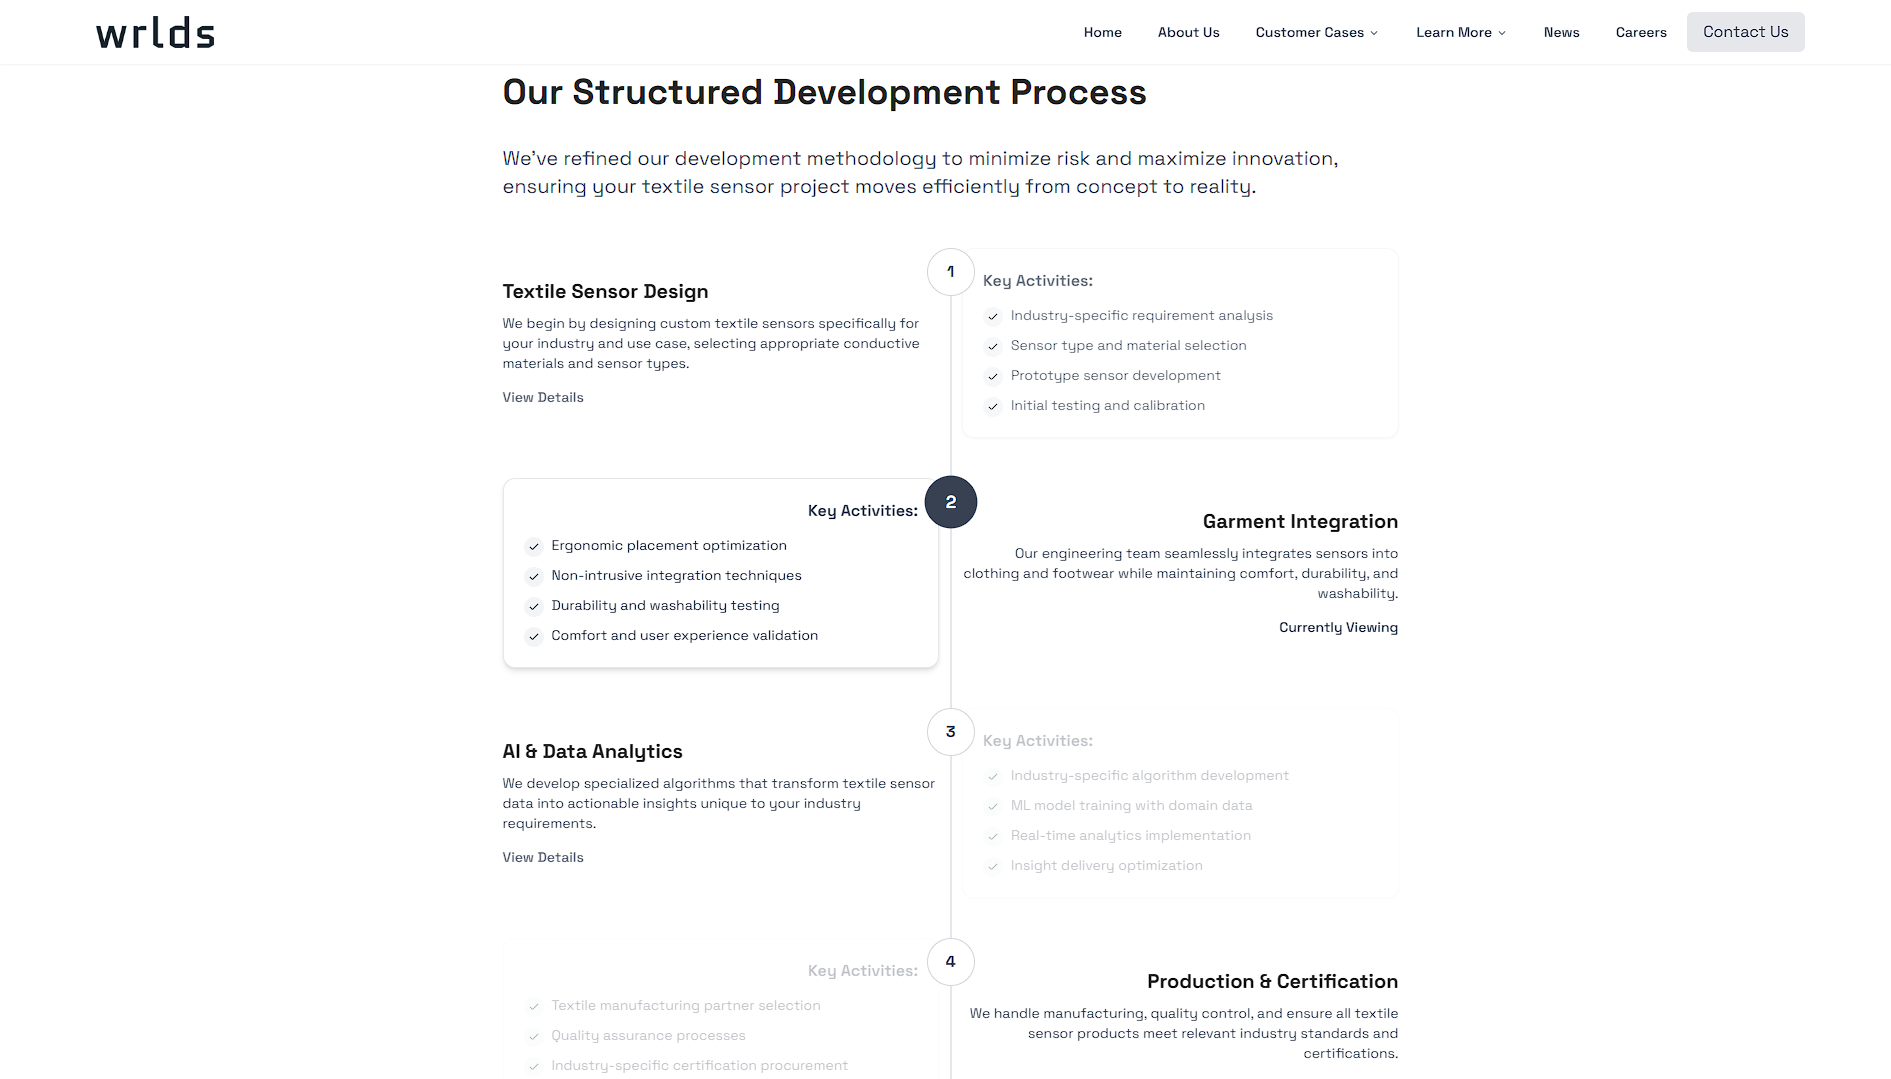 wrlds
Home
About Us
Customer Cases
Learn More
News
Careers
Contact Us
Our Structured Development Process
We've refined our development methodology to minimize risk and maximize innovation,
ensuring your textile sensor project moves efficiently from concept to reality.
1
Textile Sensor Design
We begin by designing custom textile sensors specifically for
your industry and use case, selecting appropriate conductive
materials and sensor types.
View Details
Key Activities:
Industry-specific requirement analysis
Sensor type and material selection
Prototype sensor development
Initial testing and calibration
2
Key Activities:
Ergonomic placement optimization
Non-intrusive integration techniques
Durability and washability testing
Comfort and user experience validation
Garment Integration
Our engineering team seamlessly integrates sensors into
clothing and footwear while maintaining comfort, durability, and
washability.
Currently Viewing
3
AI & Data Analytics
We develop specialized algorithms that transform textile sensor
data into actionable insights unique to your industry
requirements.
View Details
Key Activities:
Industry-specific algorithm development
ML model training with domain data
Real-time analytics implementation
Insight delivery optimization
4
Key Activities:
Textile manufacturing partner selection
Quality assurance processes
Industry-specific certification procurement
Production & Certification
We handle manufacturing, quality control, and ensure all textile
sensor products meet relevant industry standards and
certifications.